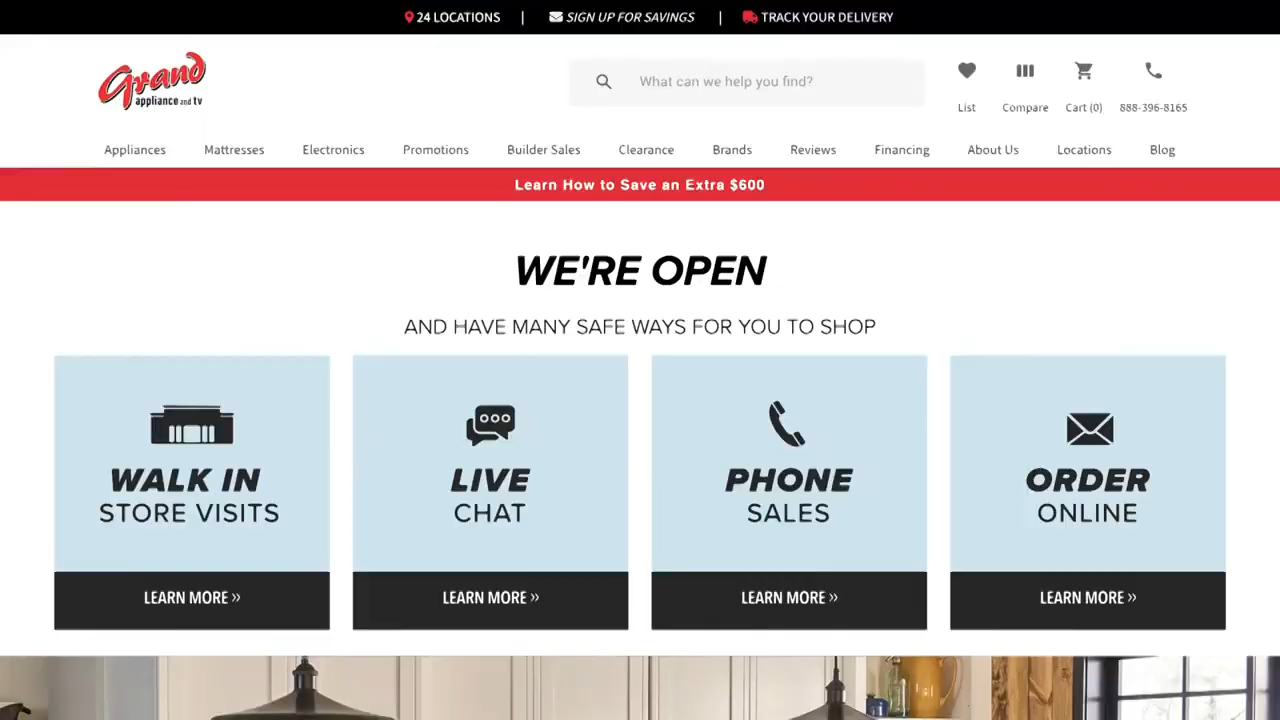 24 LOCATIONS | SIGN UP FOR SAVINGS | TRACK YOUR DELIVERY
Grand
appliance and tv
What can we help you find?
List Compare Cart (0) 888-396-8165
Appliances Mattresses Electronics Promotions Builder Sales Clearance Brands Reviews Financing About Us Locations Blog
Learn How to Save an Extra $600
WE'RE OPEN
AND HAVE MANY SAFE WAYS FOR YOU TO SHOP
WALK IN
STORE VISITS
LEARN MORE »
LIVE
CHAT
LEARN MORE »
PHONE
SALES
LEARN MORE »
ORDER
ONLINE
LEARN MORE »